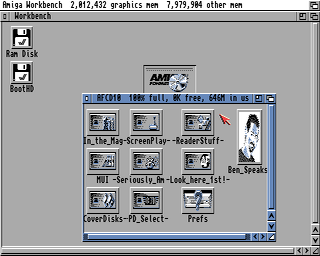 Amiga Workbench  2,012,432 graphics mem  7,979,904 other mem
Workbench
Ram Disk
BootHD
AFCD10  100% full, 0K free, 646M in us
In_the_Mag-ScreenPlay--ReaderStuff-
Ben_Speaks
MUI -Seriously_Am-Look_here_1st!-
CoverDisks-PD_Select- Prefs